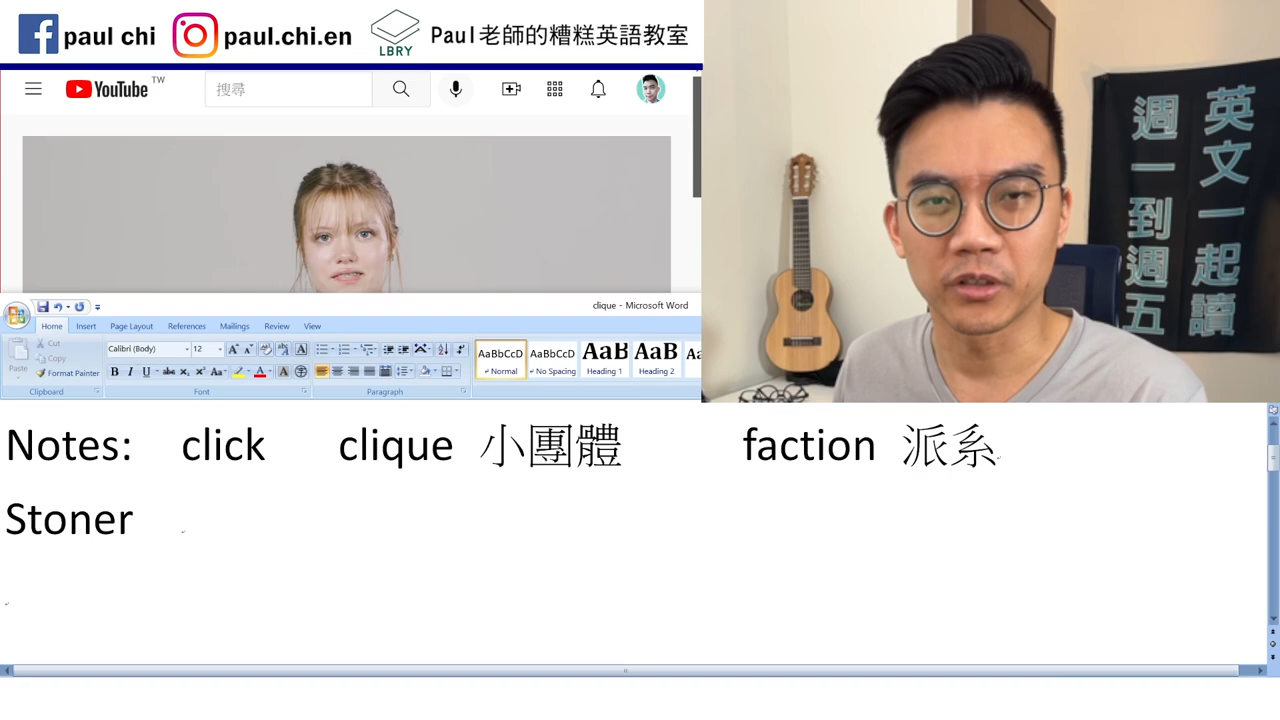 paul chi paul.chi.en LBRY Paul老師的糟糕英語教室
YouTube TW 搜尋
clique - Microsoft Word
Home Insert Page Layout References Mailings Review View
Paste Cut Copy Format Painter
Calibri (Body) 12
AaBbCcD Normal AaBbCcD No Spacing AaBb Heading 1 AaB Heading 2
Clipboard Font Paragraph
Notes: click clique 小團體 faction 派系
Stoner
英文一起讀
週一到週五